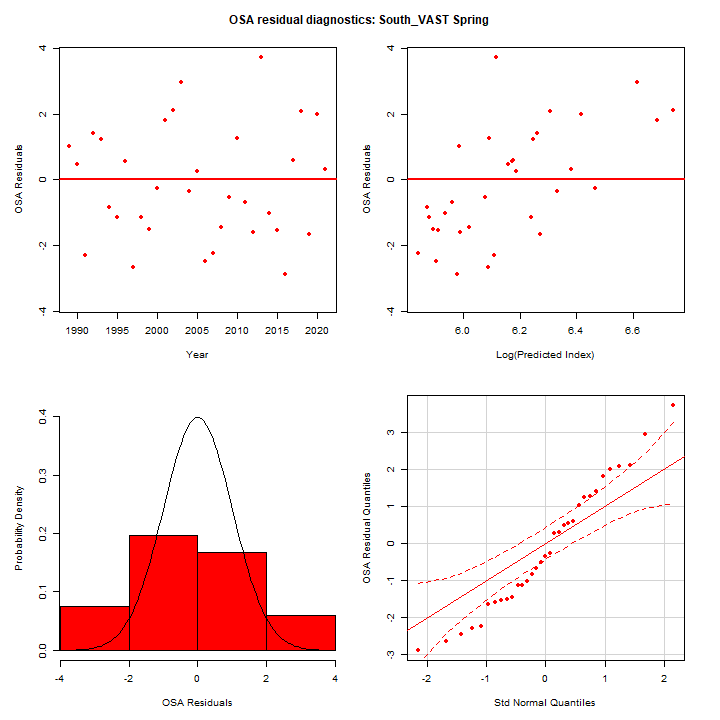 OSA residual diagnostics: South_VAST Spring
OSA Residuals
4
2
0
-2
-4
1990 1995 2000 2005 2010 2015 2020
Year
OSA Residuals
4
2
0
-2
-4
6.0 6.2 6.4 6.6
Log(Predicted Index)
Probability Density
0.4
0.3
0.2
0.1
0.0
-4 -2 0 2 4
OSA Residuals
OSA Residual Quantiles
3
2
1
0
-1
-2
-3
-2 -1 0 1 2
Std Normal Quantiles